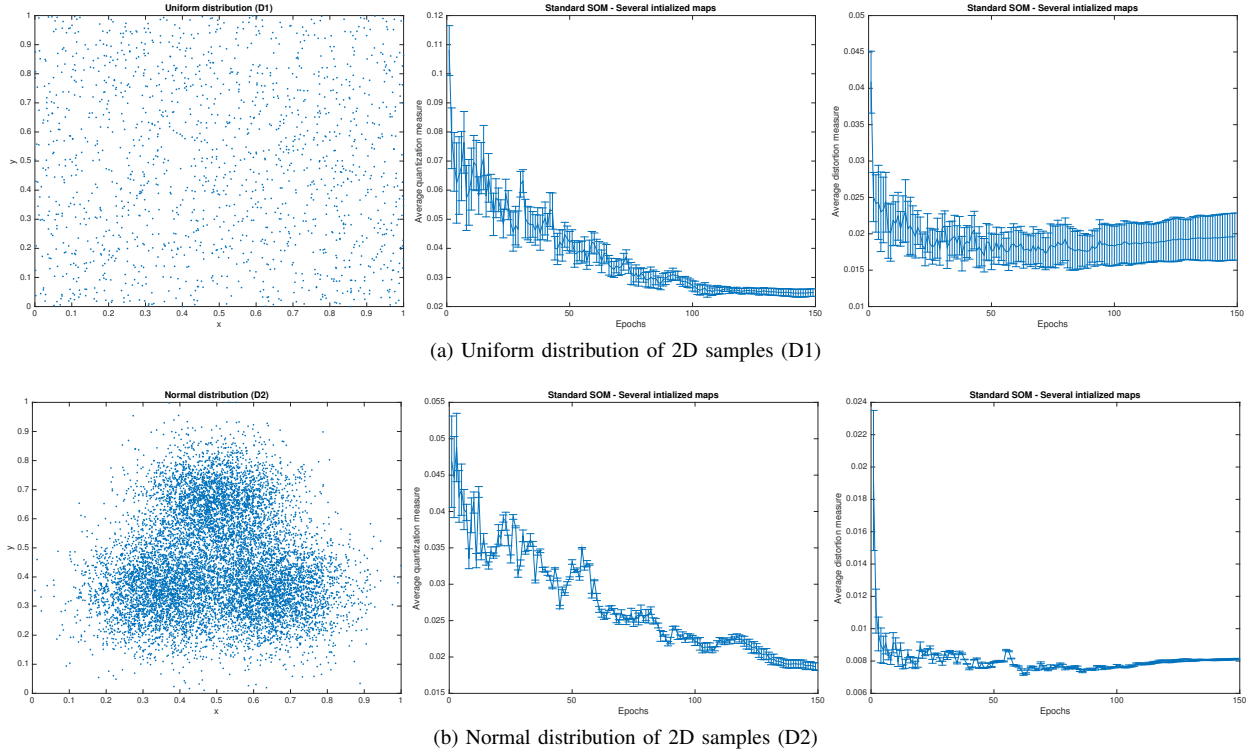 Uniform distribution (D1)
1
0.9
0.8
0.7
0.6
0.5
0.4
0.3
0.2
0.1
0
y
0 0.1 0.2 0.3 0.4 0.5 0.6 0.7 0.8 0.9 1
x
Standard SOM - Several intialized maps
0.12
0.11
0.1
0.09
0.08
0.07
0.06
0.05
0.04
0.03
0.02
Average quantization measure
0 50 100 150
Epochs
Standard SOM - Several intialized maps
0.05
0.045
0.04
0.035
0.03
0.025
0.02
0.015
0.01
Average distortion measure
0 50 100 150
Epochs
(a) Uniform distribution of 2D samples (D1)
Normal distribution (D2)
1
0.9
0.8
0.7
0.6
0.5
0.4
0.3
0.2
0.1
0
y
0 0.1 0.2 0.3 0.4 0.5 0.6 0.7 0.8 0.9 1
x
Standard SOM - Several intialized maps
0.055
0.05
0.045
0.04
0.035
0.03
0.025
0.02
0.015
Average quantization measure
0 50 100 150
Epochs
Standard SOM - Several intialized maps
0.024
0.022
0.02
0.018
0.016
0.014
0.012
0.01
0.008
0.006
Average distortion measure
0 50 100 150
Epochs
(b) Normal distribution of 2D samples (D2)